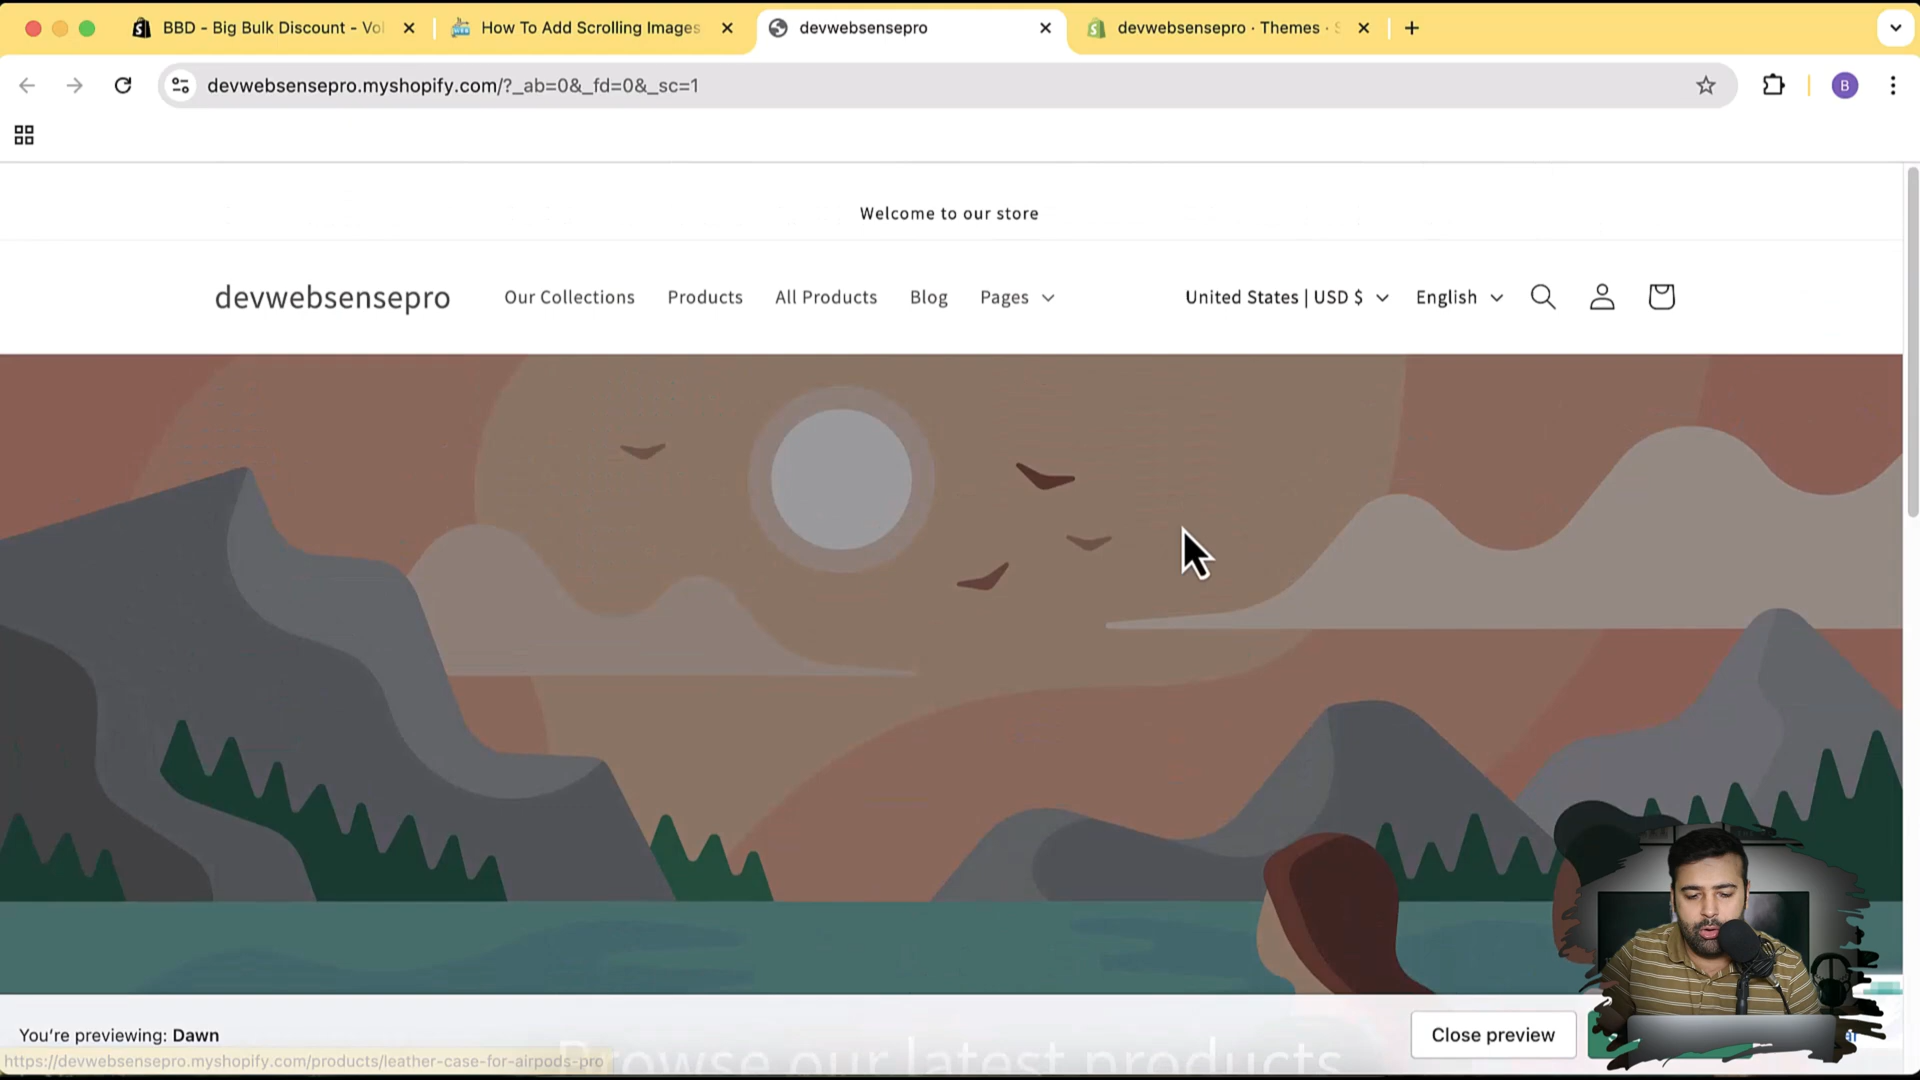 BBD - Big Bulk Discount - Vol
How To Add Scrolling Images
devwebsensepro
devwebsensepro · Themes ·
devwebsensepro.myshopify.com/?_ab=0&_fd=0&_sc=1
B
Welcome to our store
devwebsensepro
Our Collections
Products
All Products
Blog
Pages
United States | USD $
English
You're previewing: Dawn
Close preview
https://devwebsensepro.myshopify.com/products/leather-case-for-airpods-pro
Browse our latest products